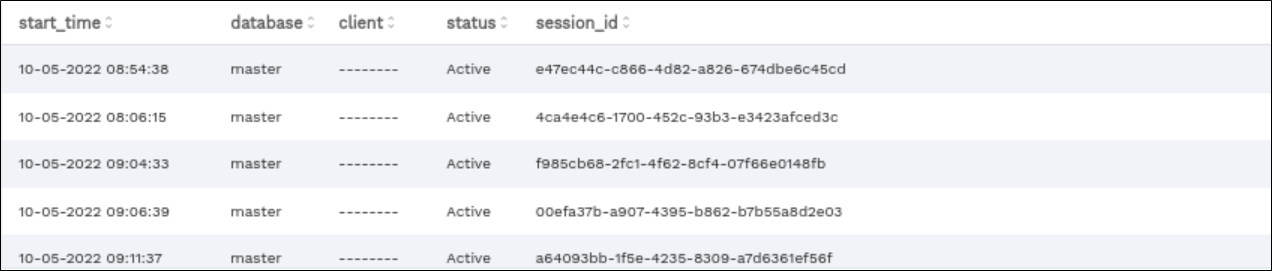 start_time database client status session_id
10-05-2022 08:54:38 master -------- Active e47ec44c-c866-4d82-a826-674dbe6c45cd
10-05-2022 08:06:15 master -------- Active 4ca4e4c6-1700-452c-93b3-e3423afced3c
10-05-2022 09:04:33 master -------- Active f985cb68-2fc1-4f62-8cf4-07f66e0148fb
10-05-2022 09:06:39 master -------- Active 00efa37b-a907-4395-b862-b7b55a8d2e03
10-05-2022 09:11:37 master -------- Active a64093bb-1f5e-4235-8309-a7d6361ef56f